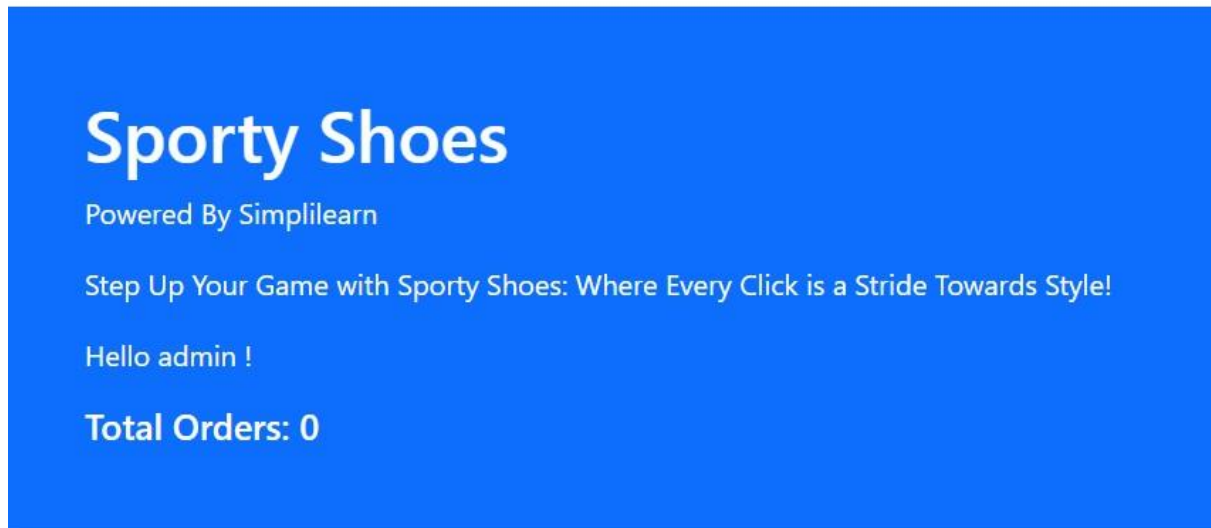 Sporty Shoes
Powered By Simplilearn
Step Up Your Game with Sporty Shoes: Where Every Click is a Stride Towards Style!
Hello admin !
Total Orders: 0